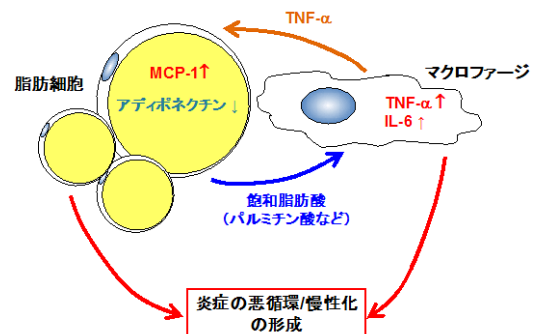 TNF-α
脂肪細胞
MCP-1↑
アディポネクチン↓
マクロファージ
TNF-α↑
IL-6↑
飽和脂肪酸
（パルミチン酸など）
炎症の悪循環/慢性化
の形成